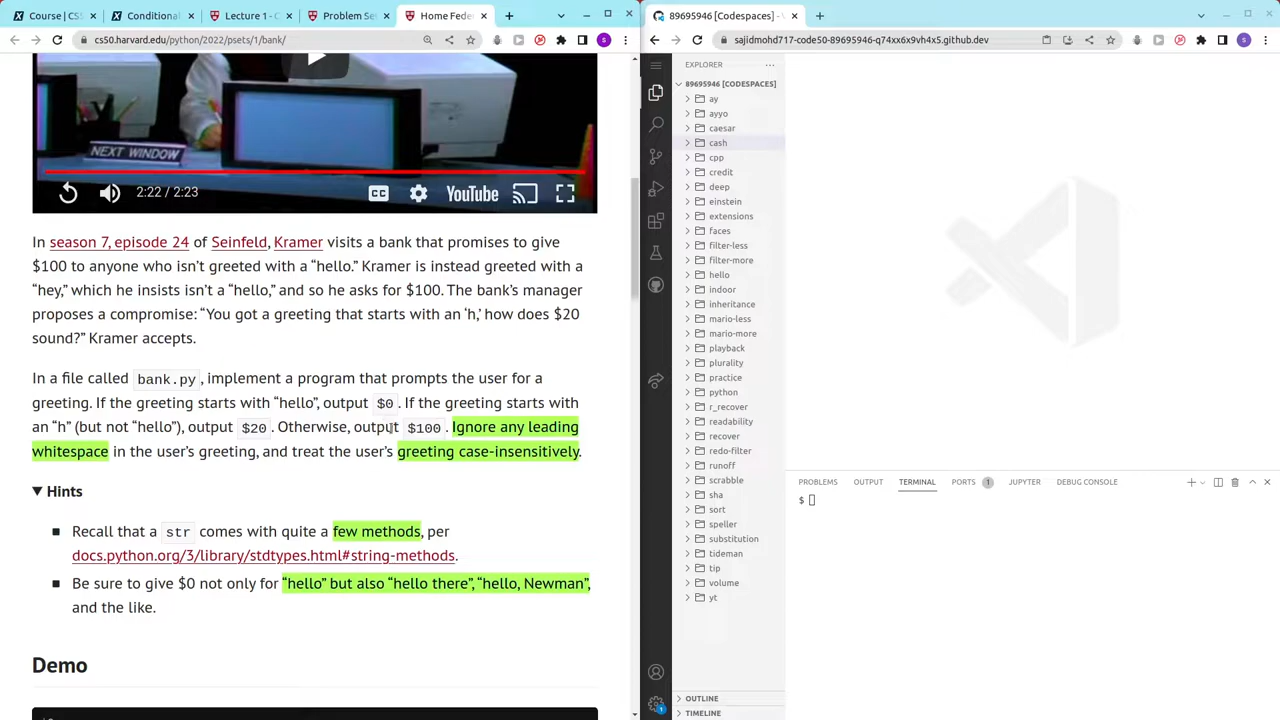 Course | CS50
Conditional
Lecture 1 - C
Problem Se
Home Fede
cs50.harvard.edu/python/2022/psets/1/bank/
S
NEXT WINDOW
2:22 / 2:23
CC
YouTube
In season 7, episode 24 of Seinfeld, Kramer visits a bank that promises to give
$100 to anyone who isn’t greeted with a “hello.” Kramer is instead greeted with a
“hey,” which he insists isn’t a “hello,” and so he asks for $100. The bank’s manager
proposes a compromise: “You got a greeting that starts with an ‘h,’ how does $20
sound?” Kramer accepts.
In a file called bank.py, implement a program that prompts the user for a
greeting. If the greeting starts with “hello”, output $0. If the greeting starts with
an “h” (but not “hello”), output $20. Otherwise, output $100. Ignore any leading
whitespace in the user’s greeting, and treat the user’s greeting case-insensitively.
Hints
Recall that a str comes with quite a few methods, per
docs.python.org/3/library/stdtypes.html#string-methods.
Be sure to give $0 not only for “hello” but also “hello there”, “hello, Newman”,
and the like.
Demo
89695946 [Codespaces]
sajidmohd717-code50-89695946-q74xx6xxvh4x5.github.dev
S
EXPLORER
89695946 [CODESPACES]
ay
ayyo
caesar
cash
cpp
credit
deep
einstein
extensions
faces
filter-less
filter-more
hello
indoor
inheritance
mario-less
mario-more
playback
plurality
practice
python
r_recover
readability
recover
redo-filter
runoff
scrabble
sha
sort
speller
substitution
tideman
tip
volume
yt
OUTLINE
TIMELINE
1
PROBLEMS OUTPUT TERMINAL PORTS 1 JUPYTER DEBUG CONSOLE
$